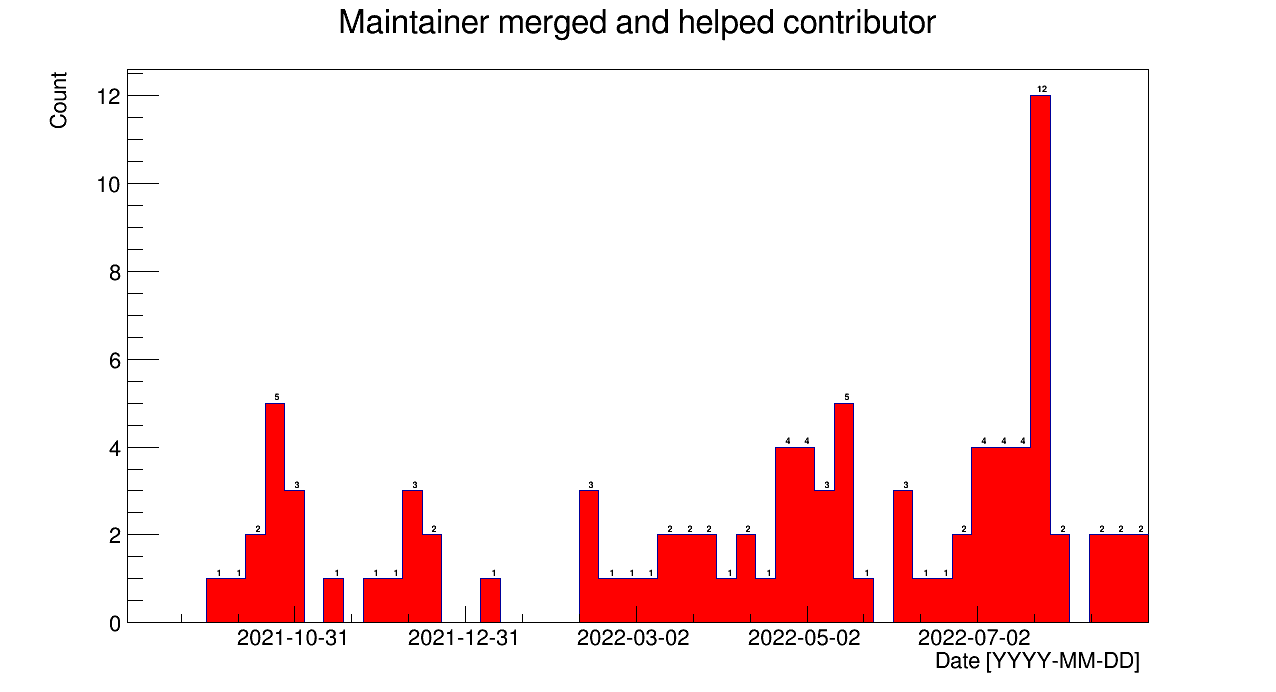 Maintainer merged and helped contributor
Count
12
10
8
6
4
2
0
12
5 5
4 4 4 4 4
3 3 3 3 3 3
2 2 2 2 2 2 2 2 2 2 2
1 1 1 1 1 1 1 1 1 1 1 1 1 1
2021-10-31 2021-12-31 2022-03-02 2022-05-02 2022-07-02
Date [YYYY-MM-DD]